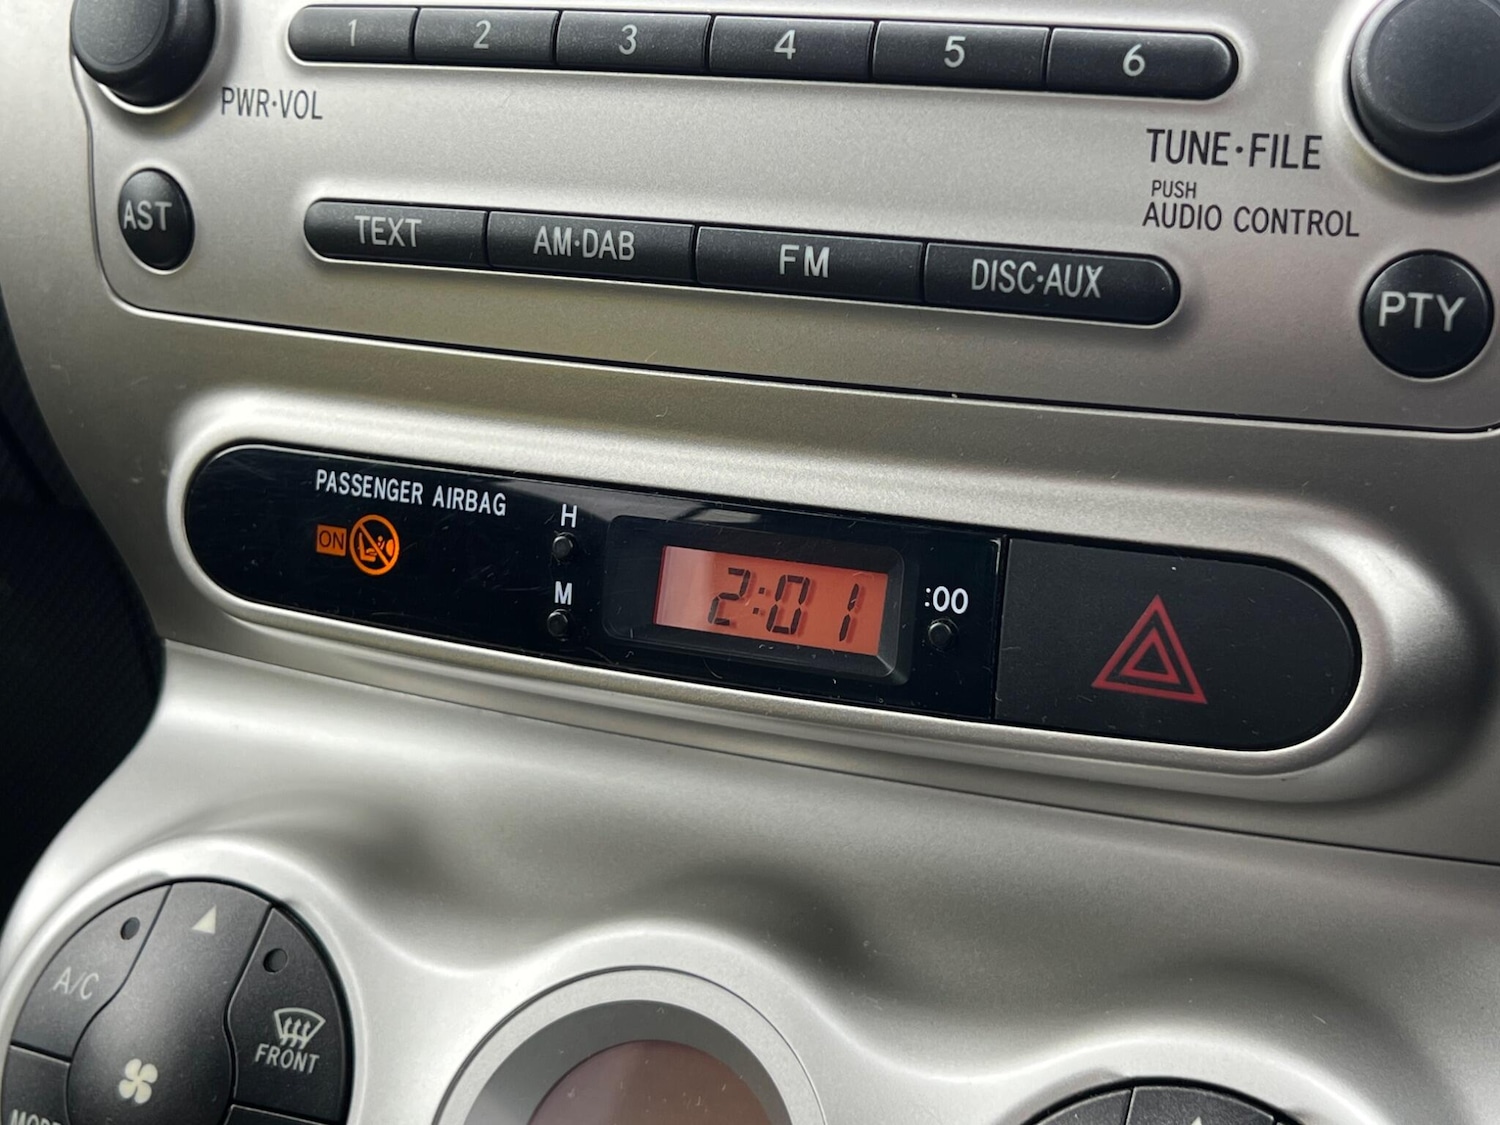 1 2 3 4 5 6
PWR·VOL
TUNE·FILE
PUSH
AUDIO CONTROL
AST
TEXT AM·DAB FM DISC·AUX
PTY
PASSENGER AIRBAG
ON
H
M
2:01
:00
A/C
FRONT
MODE